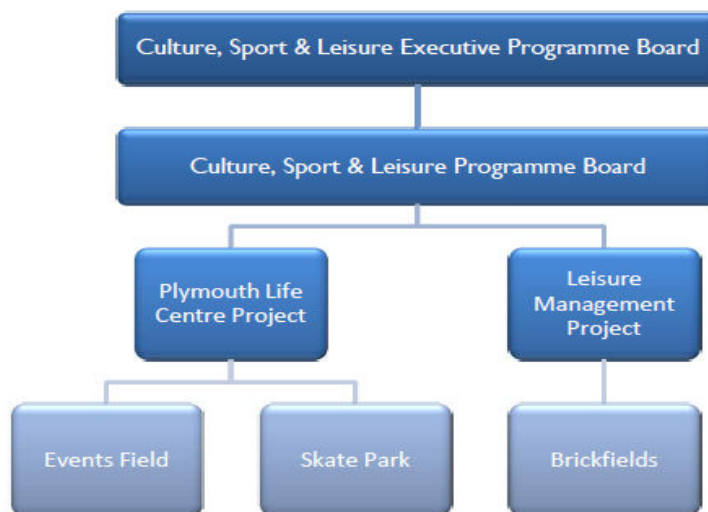 Culture, Sport & Leisure Executive Programme Board
Culture, Sport & Leisure Programme Board
Plymouth Life
Centre Project
Leisure
Management
Project
Events Field
Skate Park
Brickfields